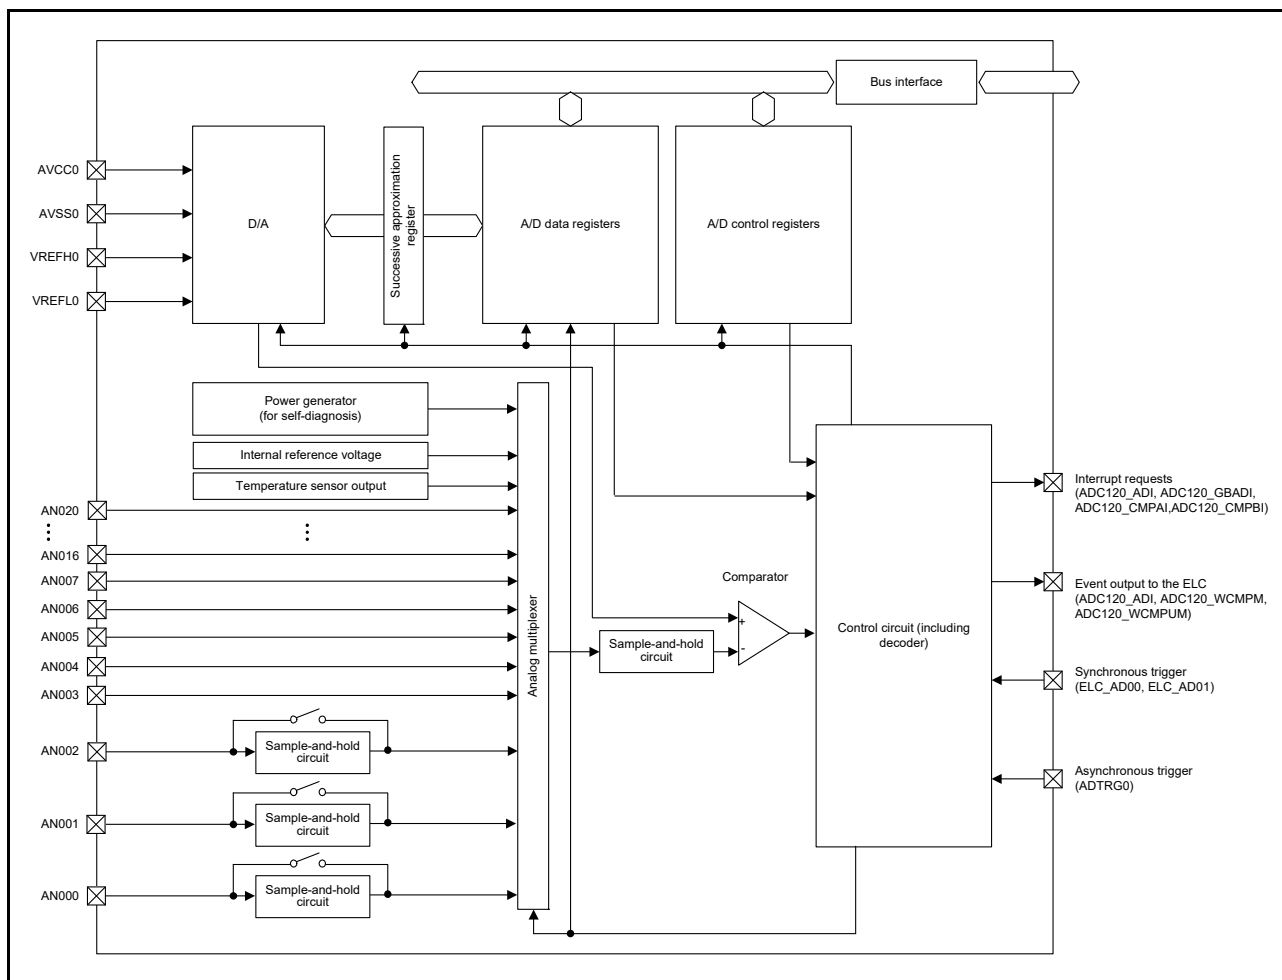 Bus interface
AVCC0
AVSS0
VREFH0
VREFL0
D/A
Successive approximation
register
A/D data registers
A/D control registers
Power generator
(for self-diagnosis)
Internal reference voltage
Temperature sensor output
AN020
AN016
AN007
AN006
AN005
AN004
AN003
AN002
AN001
AN000
Sample-and-hold
circuit
Sample-and-hold
circuit
Sample-and-hold
circuit
Analog multiplexer
Sample-and-hold
circuit
Comparator
+
-
Control circuit (including
decoder)
Interrupt requests
(ADC120_ADI, ADC120_GBADI,
ADC120_CMPAI,ADC120_CMPBI)
Event output to the ELC
(ADC120_ADI, ADC120_WCMPM,
ADC120_WCMPUM)
Synchronous trigger
(ELC_AD00, ELC_AD01)
Asynchronous trigger
(ADTRG0)